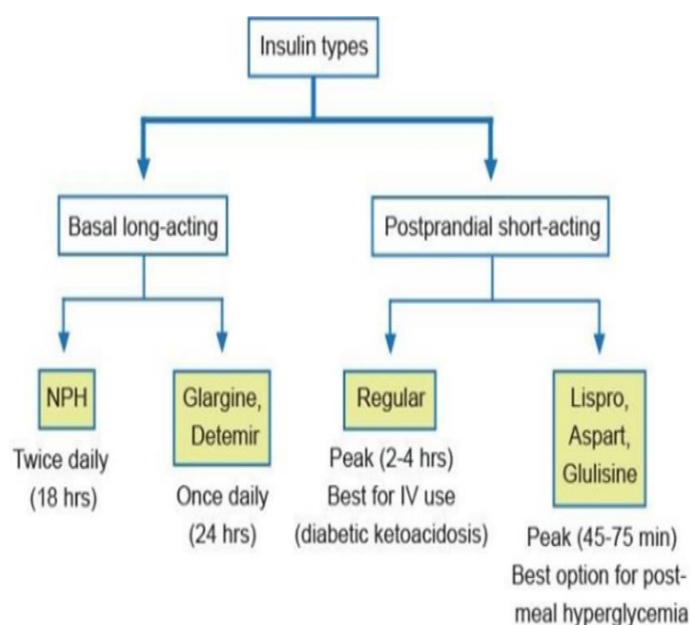 Insulin types
Basal long-acting
Postprandial short-acting
NPH
Twice daily
(18 hrs)
Glargine,
Detemir
Once daily
(24 hrs)
Regular
Peak (2-4 hrs)
Best for IV use
(diabetic ketoacidosis)
Lispro,
Aspart,
Glulisine
Peak (45-75 min)
Best option for post-
meal hyperglycemia